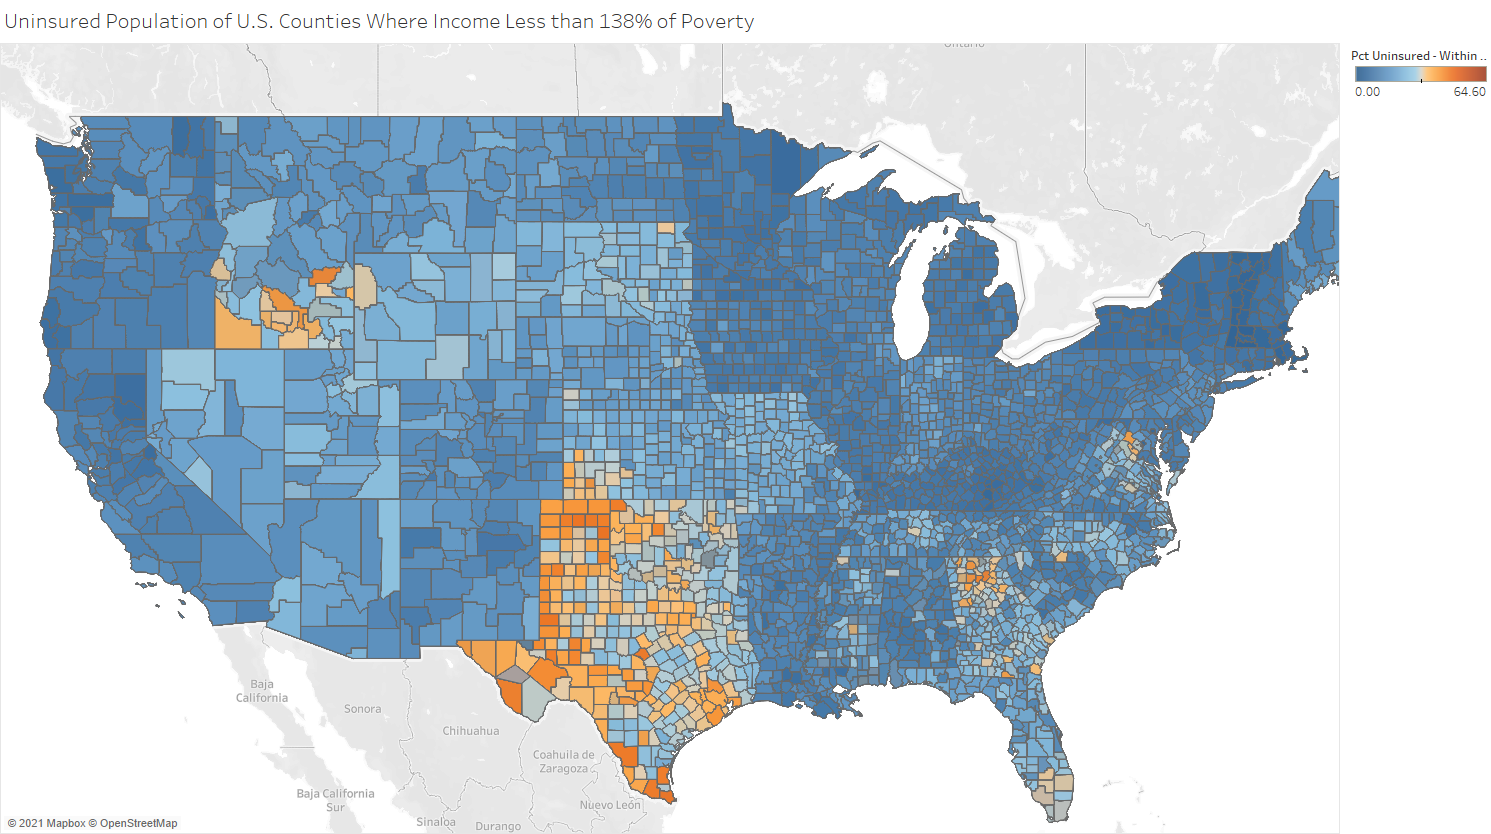 Uninsured Population of U.S. Counties Where Income Less than 138% of Poverty
Pct Uninsured - Within ..
0.00 64.60
Ontario
Baja
California
Sonora
Chihuahua
Coahuila de
Zaragoza
Baja California
Sur
Nuevo León
Sinaloa
Durango
© 2021 Mapbox © OpenStreetMap